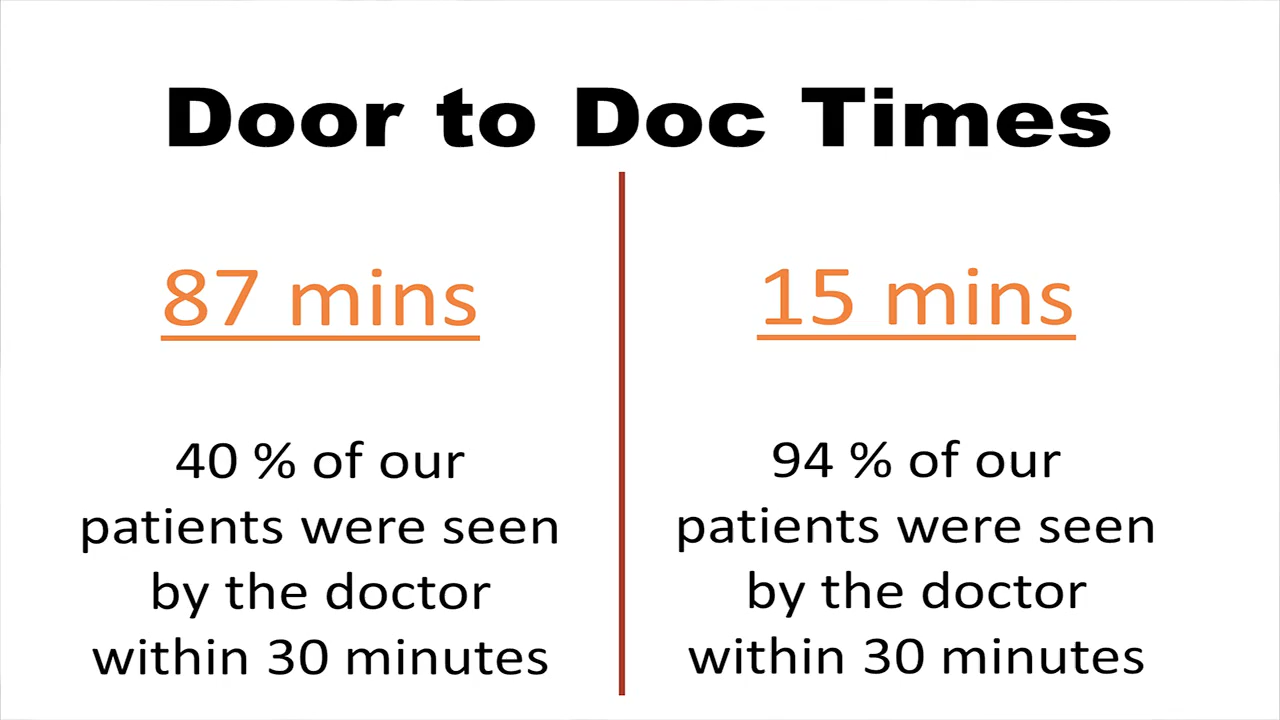 Door to Doc Times
87 mins
40 % of our
patients were seen
by the doctor
within 30 minutes
15 mins
94 % of our
patients were seen
by the doctor
within 30 minutes